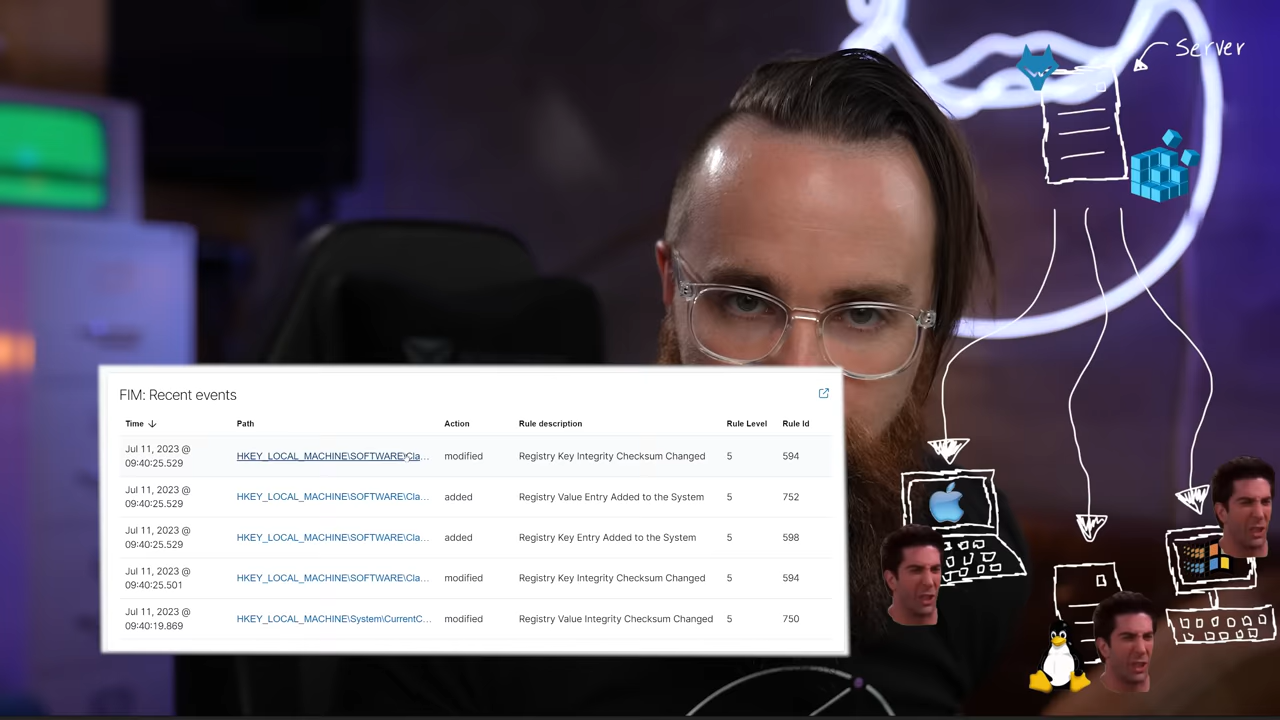 Server
FIM: Recent events
Time Path Action Rule description Rule Level Rule Id
Jul 11, 2023 @ 09:40:25.529 HKEY_LOCAL_MACHINE\SOFTWARE\Cla... modified Registry Key Integrity Checksum Changed 5 594
Jul 11, 2023 @ 09:40:25.529 HKEY_LOCAL_MACHINE\SOFTWARE\Cla... added Registry Value Entry Added to the System 5 752
Jul 11, 2023 @ 09:40:25.529 HKEY_LOCAL_MACHINE\SOFTWARE\Cla... added Registry Key Entry Added to the System 5 598
Jul 11, 2023 @ 09:40:25.501 HKEY_LOCAL_MACHINE\SOFTWARE\Cla... modified Registry Key Integrity Checksum Changed 5 594
Jul 11, 2023 @ 09:40:19.869 HKEY_LOCAL_MACHINE\System\CurrentC... modified Registry Value Integrity Checksum Changed 5 750